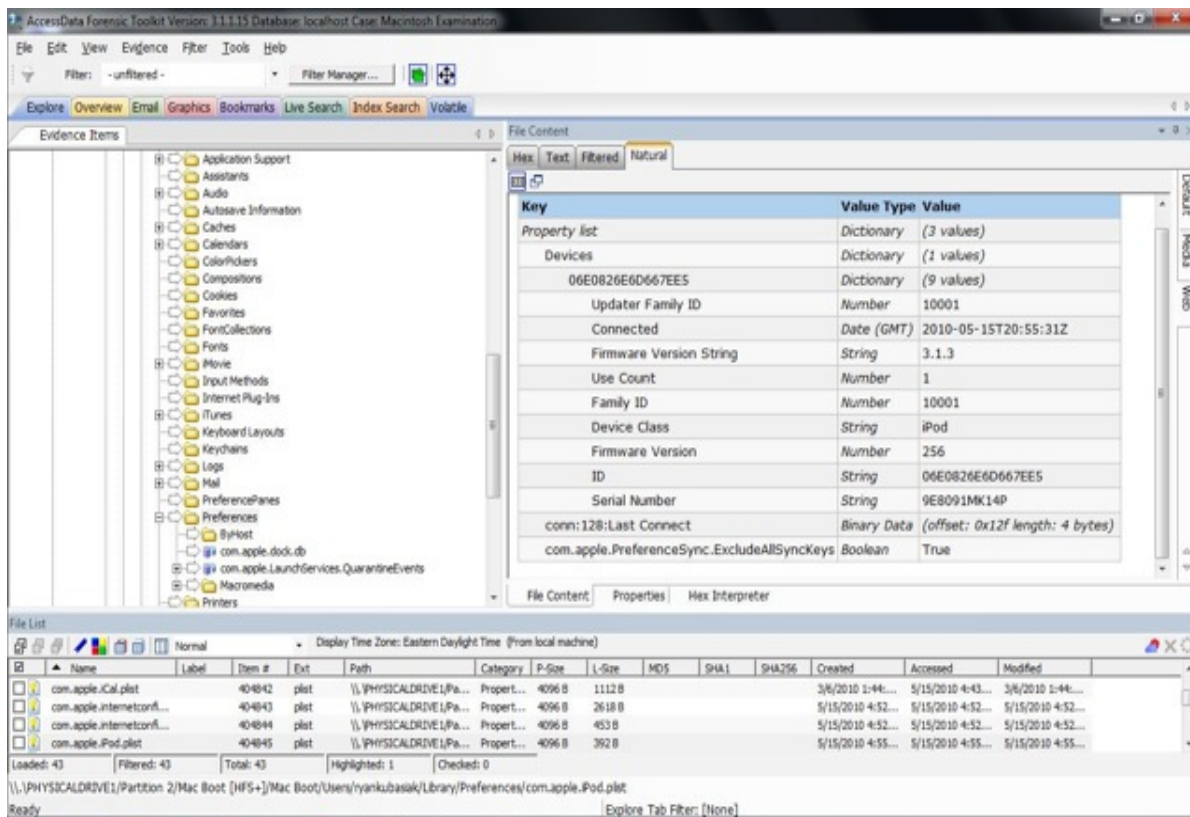 AccessData Forensic Toolkit Version: 3.1.1.15 Database: localhost Case: Macintosh Examination
File Edit View Evidence Filter Tools Help
Filter: - unfiltered - Filter Manager...
Explore Overview Email Graphics Bookmarks Live Search Index Search Volatile
Evidence Items
Application Support
Assistants
Audio
Autosave Information
Caches
Calendars
ColorPickers
Compositions
Cookies
Favorites
FontCollections
Fonts
iMovie
Input Methods
Internet Plug-Ins
iTunes
Keyboard Layouts
Keychains
Logs
Mail
PreferencePanes
Preferences
ByHost
com.apple.dock.db
com.apple.LaunchServices.QuarantineEvents
Macromedia
Printers
File Content
Hex Text Filtered Natural
Key Value Type Value
Property list Dictionary (3 values)
Devices Dictionary (1 values)
06E0826E6D667EE5 Dictionary (9 values)
Updater Family ID Number 10001
Connected Date (GMT) 2010-05-15T20:55:31Z
Firmware Version String String 3.1.3
Use Count Number 1
Family ID Number 10001
Device Class String iPod
Firmware Version Number 256
ID String 06E0826E6D667EE5
Serial Number String 9E8091MK14P
conn:128:Last Connect Binary Data (offset: 0x12f length: 4 bytes)
com.apple.PreferenceSync.ExcludeAllSyncKeys Boolean True
Default
Media
Web
File Content Properties Hex Interpreter
File List
Normal Display Time Zone: Eastern Daylight Time (From local machine)
Name Label Item # Ext Path Category P-Size L-Size MD5 SHA1 SHA256 Created Accessed Modified
com.apple.iCal.plist 404842 plist \\.\PHYSICALDRIVE1/Pa... Propert... 4096 B 1112 B 3/6/2010 1:44:... 5/15/2010 4:43... 3/6/2010 1:44:...
com.apple.internetconfi... 404843 plist \\.\PHYSICALDRIVE1/Pa... Propert... 4096 B 2618 B 5/15/2010 4:52... 5/15/2010 4:52... 5/15/2010 4:52...
com.apple.internetconfi... 404844 plist \\.\PHYSICALDRIVE1/Pa... Propert... 4096 B 453 B 5/15/2010 4:52... 5/15/2010 4:52... 5/15/2010 4:52...
com.apple.iPod.plist 404845 plist \\.\PHYSICALDRIVE1/Pa... Propert... 4096 B 392 B 5/15/2010 4:55... 5/15/2010 4:55... 5/15/2010 4:55...
Loaded: 43 Filtered: 43 Total: 43 Highlighted: 1 Checked: 0
\\.\PHYSICALDRIVE1/Partition 2/Mac Boot [HFS+]/Mac Boot/Users/ryankubasiak/Library/Preferences/com.apple.iPod.plist
Ready Explore Tab Filter: [None]